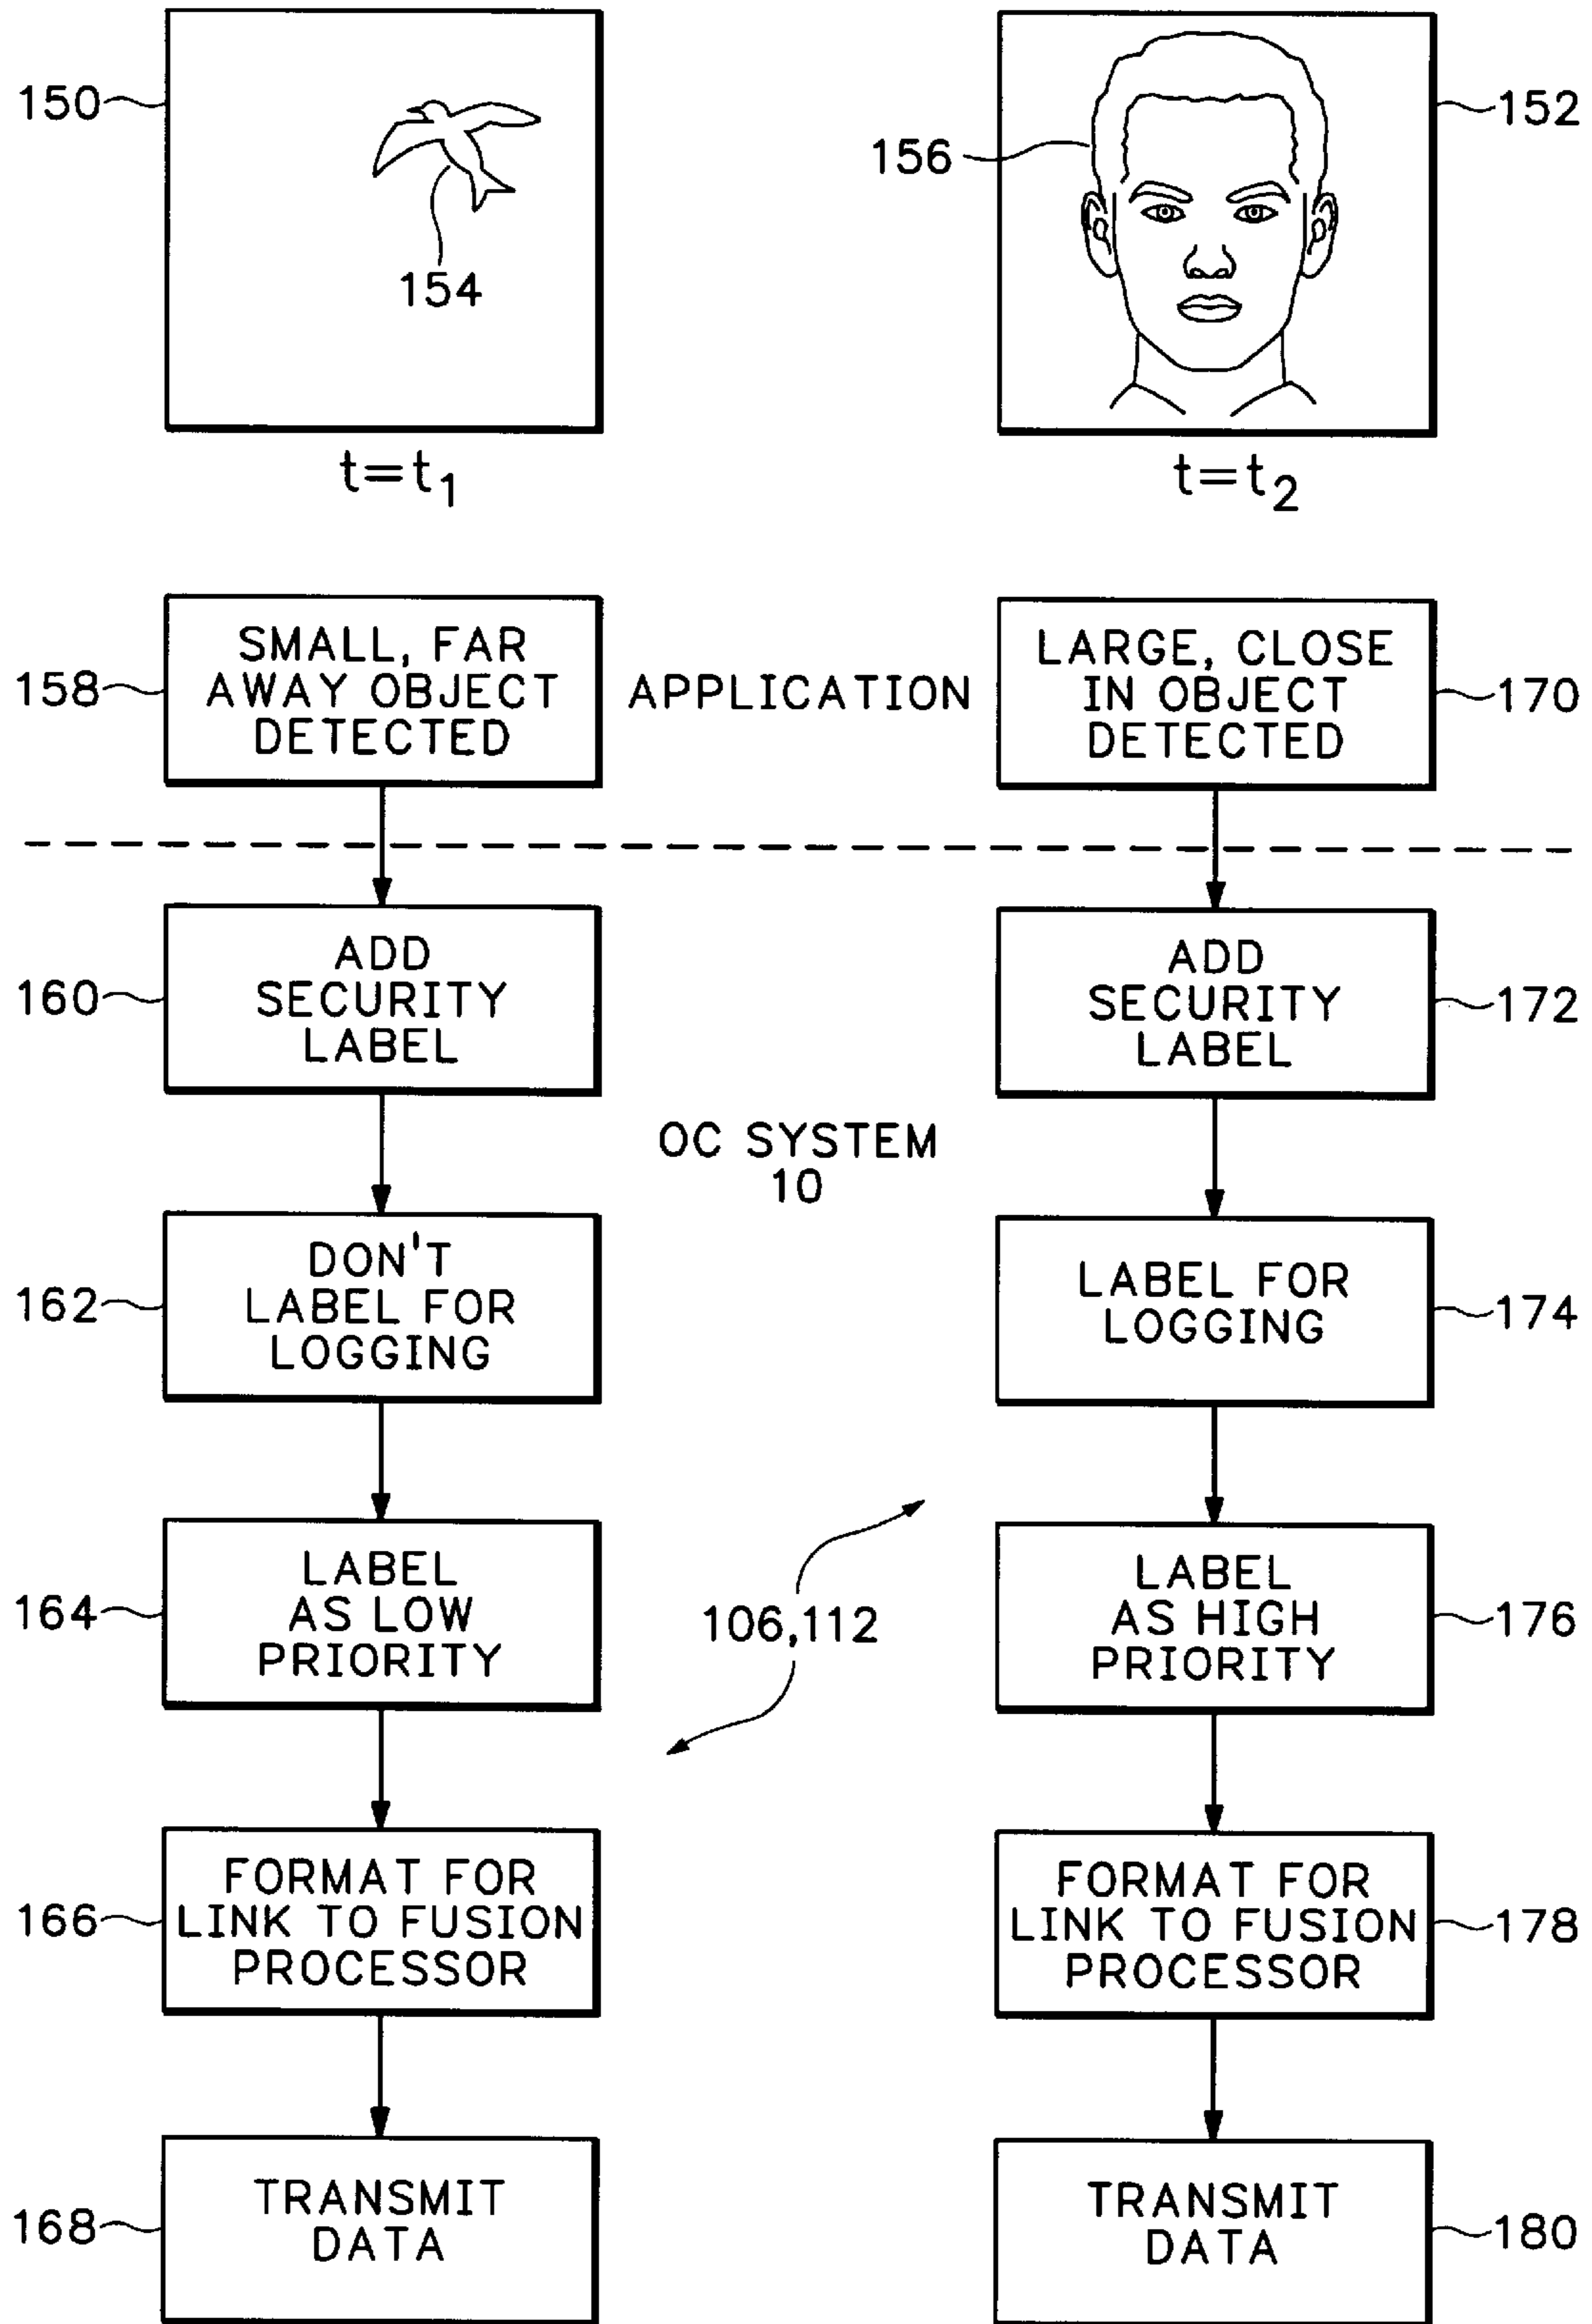 150
154
t=t1
156
152
t=t2
158
SMALL, FAR
AWAY OBJECT
DETECTED
APPLICATION
LARGE, CLOSE
IN OBJECT
DETECTED
170
160
ADD
SECURITY
LABEL
ADD
SECURITY
LABEL
172
OC SYSTEM
10
162
DON'T
LABEL FOR
LOGGING
LABEL FOR
LOGGING
174
164
LABEL
AS LOW
PRIORITY
106,112
LABEL
AS HIGH
PRIORITY
176
166
FORMAT FOR
LINK TO FUSION
PROCESSOR
FORMAT FOR
LINK TO FUSION
PROCESSOR
178
168
TRANSMIT
DATA
TRANSMIT
DATA
180